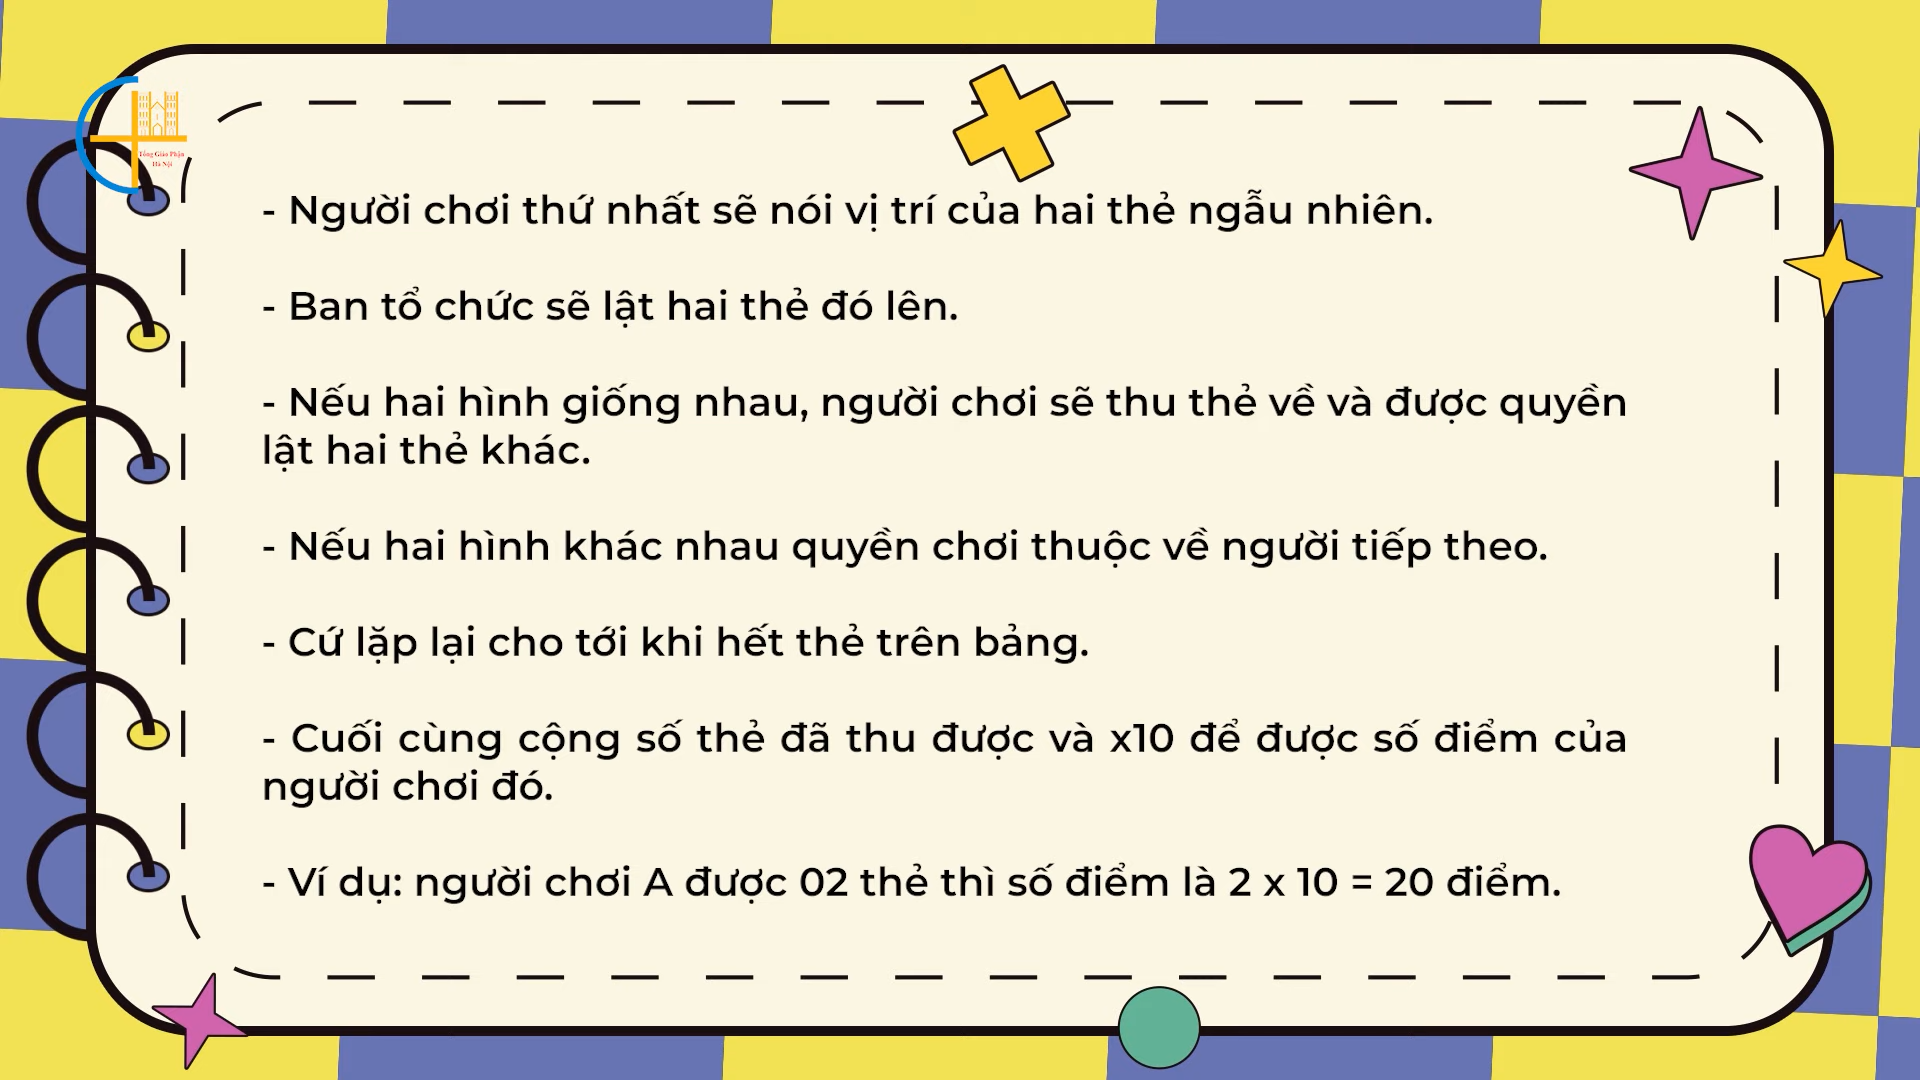 Tổng Giáo Phận
Hà Nội
- Người chơi thứ nhất sẽ nói vị trí của hai thẻ ngẫu nhiên.
- Ban tổ chức sẽ lật hai thẻ đó lên.
- Nếu hai hình giống nhau, người chơi sẽ thu thẻ về và được quyền
lật hai thẻ khác.
- Nếu hai hình khác nhau quyền chơi thuộc về người tiếp theo.
- Cứ lặp lại cho tới khi hết thẻ trên bảng.
- Cuối cùng cộng số thẻ đã thu được và x10 để được số điểm của
người chơi đó.
- Ví dụ: người chơi A được 02 thẻ thì số điểm là 2 x 10 = 20 điểm.